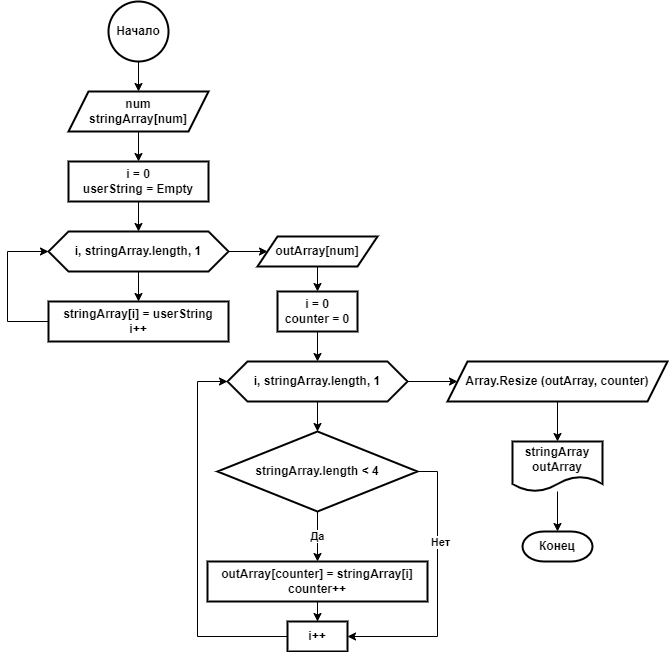 Начало
num
stringArray[num]
i = 0
userString = Empty
i, stringArray.length, 1
stringArray[i] = userString
i++
outArray[num]
i = 0
counter = 0
i, stringArray.length, 1
stringArray.length < 4
Да
Нет
outArray[counter] = stringArray[i]
counter++
i++
Array.Resize (outArray, counter)
stringArray
outArray
Конец